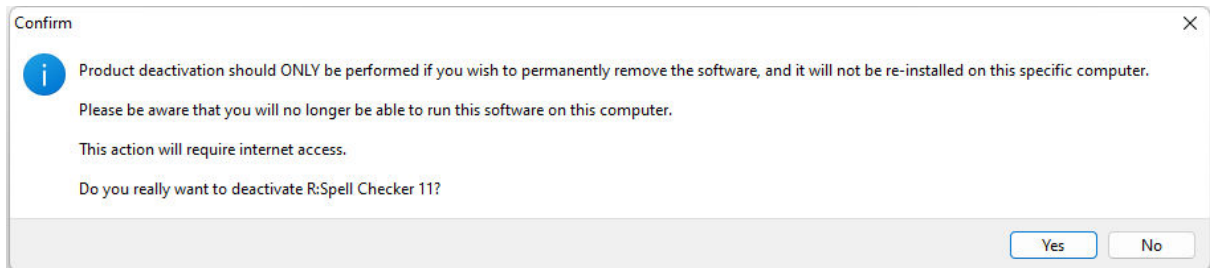 Confirm
Product deactivation should ONLY be performed if you wish to permanently remove the software, and it will not be re-installed on this specific computer.
Please be aware that you will no longer be able to run this software on this computer.
This action will require internet access.
Do you really want to deactivate R:Spell Checker 11?
Yes No